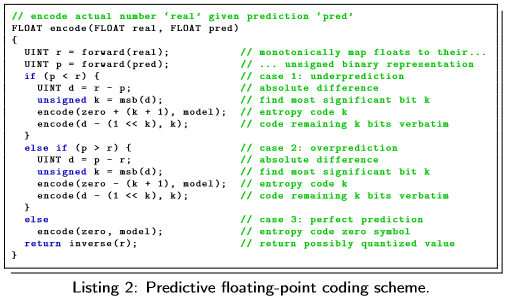 // encode actual number ‘real’ given prediction ‘pred’
FLOAT encode(FLOAT real, FLOAT pred)
{
  UINT r = forward(real);          // monotonically map floats to their...
  UINT p = forward(pred);          // ... unsigned binary representation
  if (p < r) {                     // case 1: underprediction
    UINT d = r - p;                // absolute difference
    unsigned k = msb(d);           // find most significant bit k
    encode(zero + (k + 1), model); // entropy code k
    encode(d - (1 << k), k);       // code remaining k bits verbatim
  }
  else if (p > r) {                // case 2: overprediction
    UINT d = p - r;                // absolute difference
    unsigned k = msb(d);           // find most significant bit k
    encode(zero - (k + 1), model); // entropy code k
    encode(d - (1 << k), k);       // code remaining k bits verbatim
  }
  else                             // case 3: perfect prediction
    encode(zero, model);           // entropy code zero symbol
  return inverse(r);               // return possibly quantized value
}
Listing 2: Predictive floating-point coding scheme.